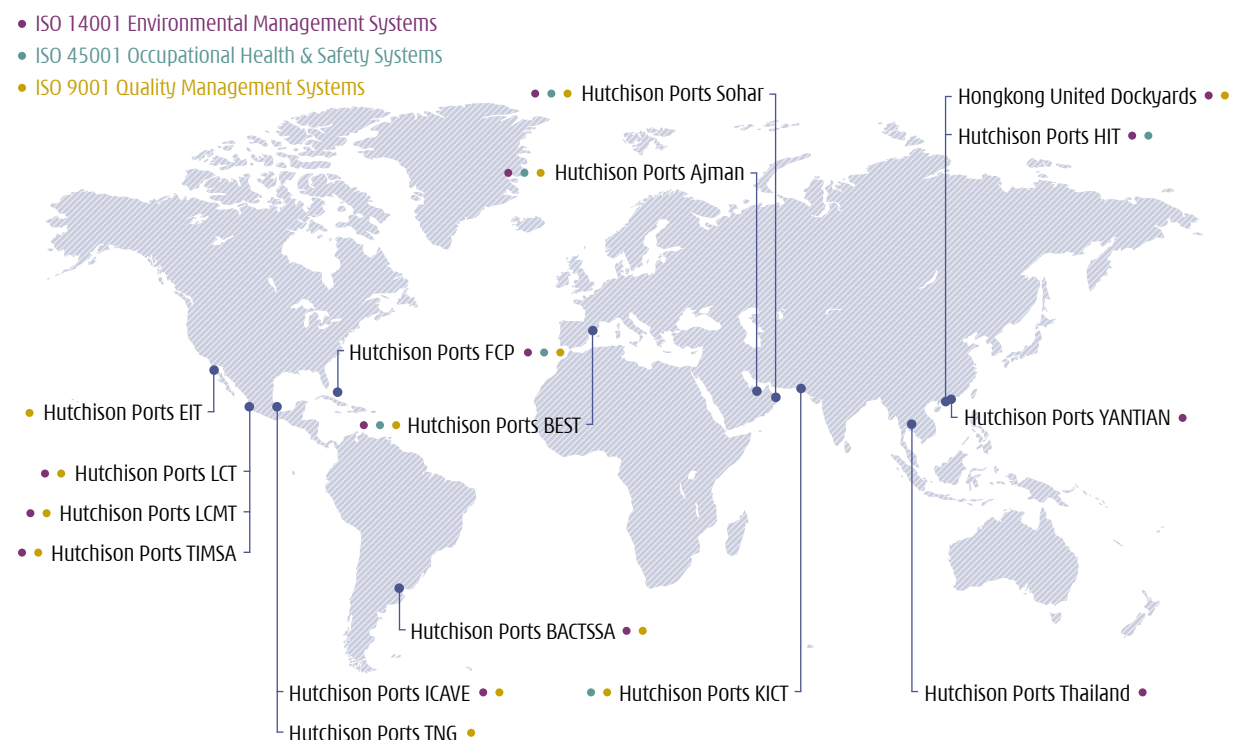 ISO 14001 Environmental Management Systems
ISO 45001 Occupational Health & Safety Systems
ISO 9001 Quality Management Systems
Hutchison Ports Sohar
Hongkong United Dockyards
Hutchison Ports HIT
Hutchison Ports Ajman
Hutchison Ports FCP
Hutchison Ports EIT
Hutchison Ports BEST
Hutchison Ports YANTIAN
Hutchison Ports LCT
Hutchison Ports LCMT
Hutchison Ports TIMSA
Hutchison Ports BACTSSA
Hutchison Ports ICAVE
Hutchison Ports KICT
Hutchison Ports Thailand
Hutchison Ports TNG